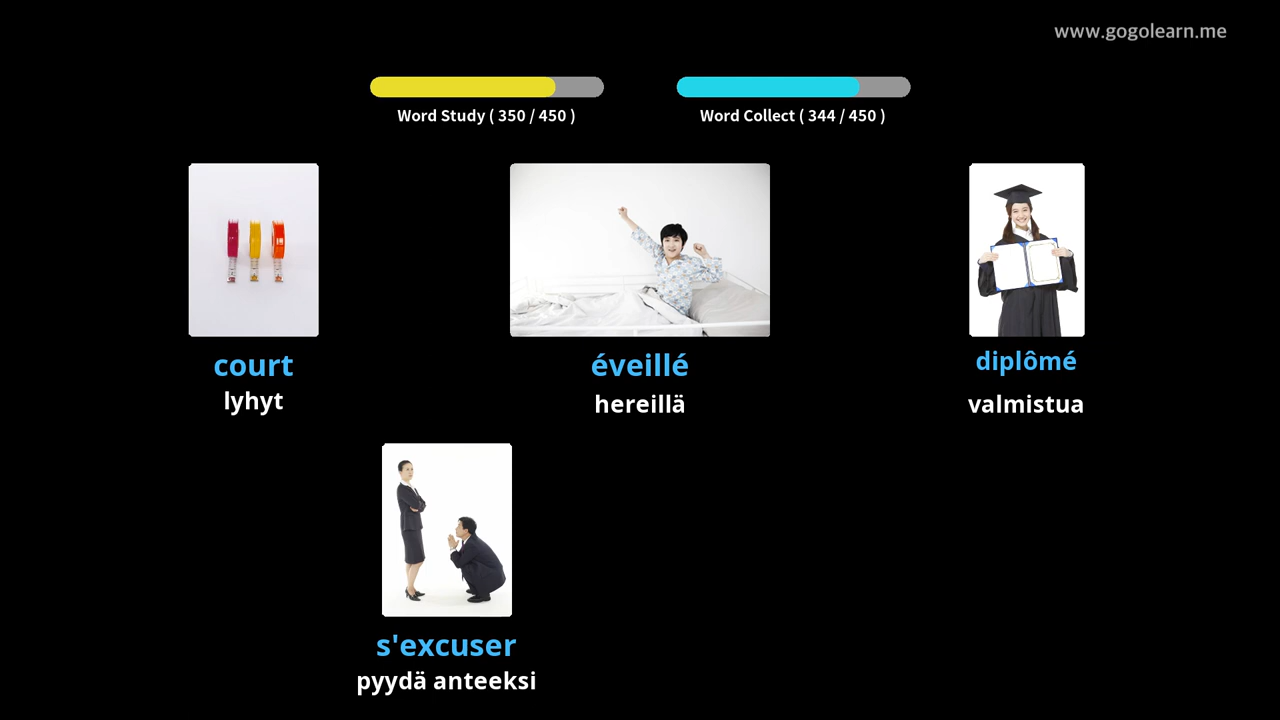 www.gogolearn.me
Word Study ( 350 / 450 )
Word Collect ( 344 / 450 )
court
lyhyt
éveillé
hereillä
diplômé
valmistua
s'excuser
pyydä anteeksi